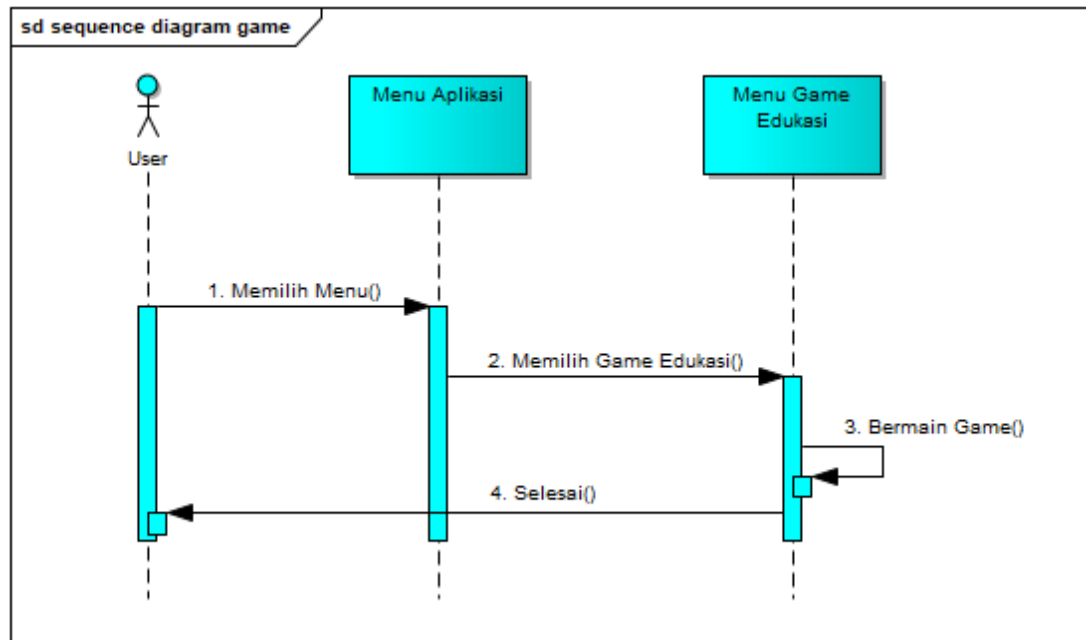 sd sequence diagram game
User
Menu Aplikasi
Menu Game
Edukasi
1. Memilih Menu()
2. Memilih Game Edukasi()
3. Bermain Game()
4. Selesai()